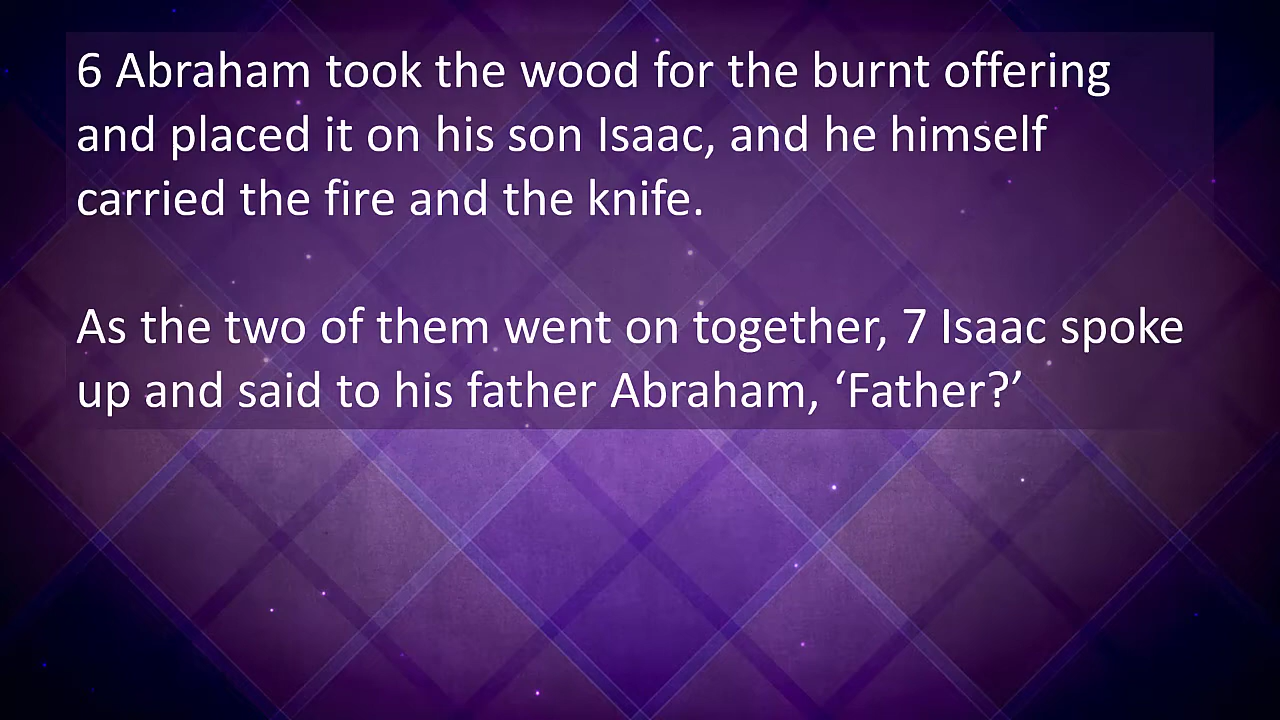 6 Abraham took the wood for the burnt offering
and placed it on his son Isaac, and he himself
carried the fire and the knife.
As the two of them went on together, 7 Isaac spoke
up and said to his father Abraham, ‘Father?’